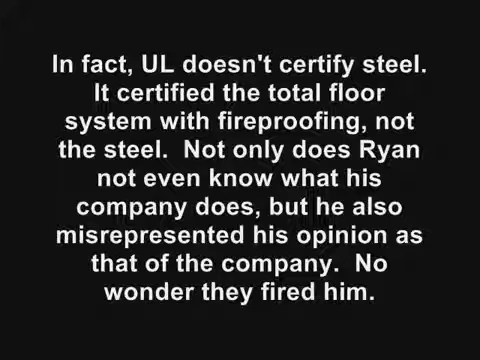 In fact, UL doesn't certify steel.
It certified the total floor
system with fireproofing, not
the steel.  Not only does Ryan
not even know what his
company does, but he also
misrepresented his opinion as
that of the company.  No
wonder they fired him.